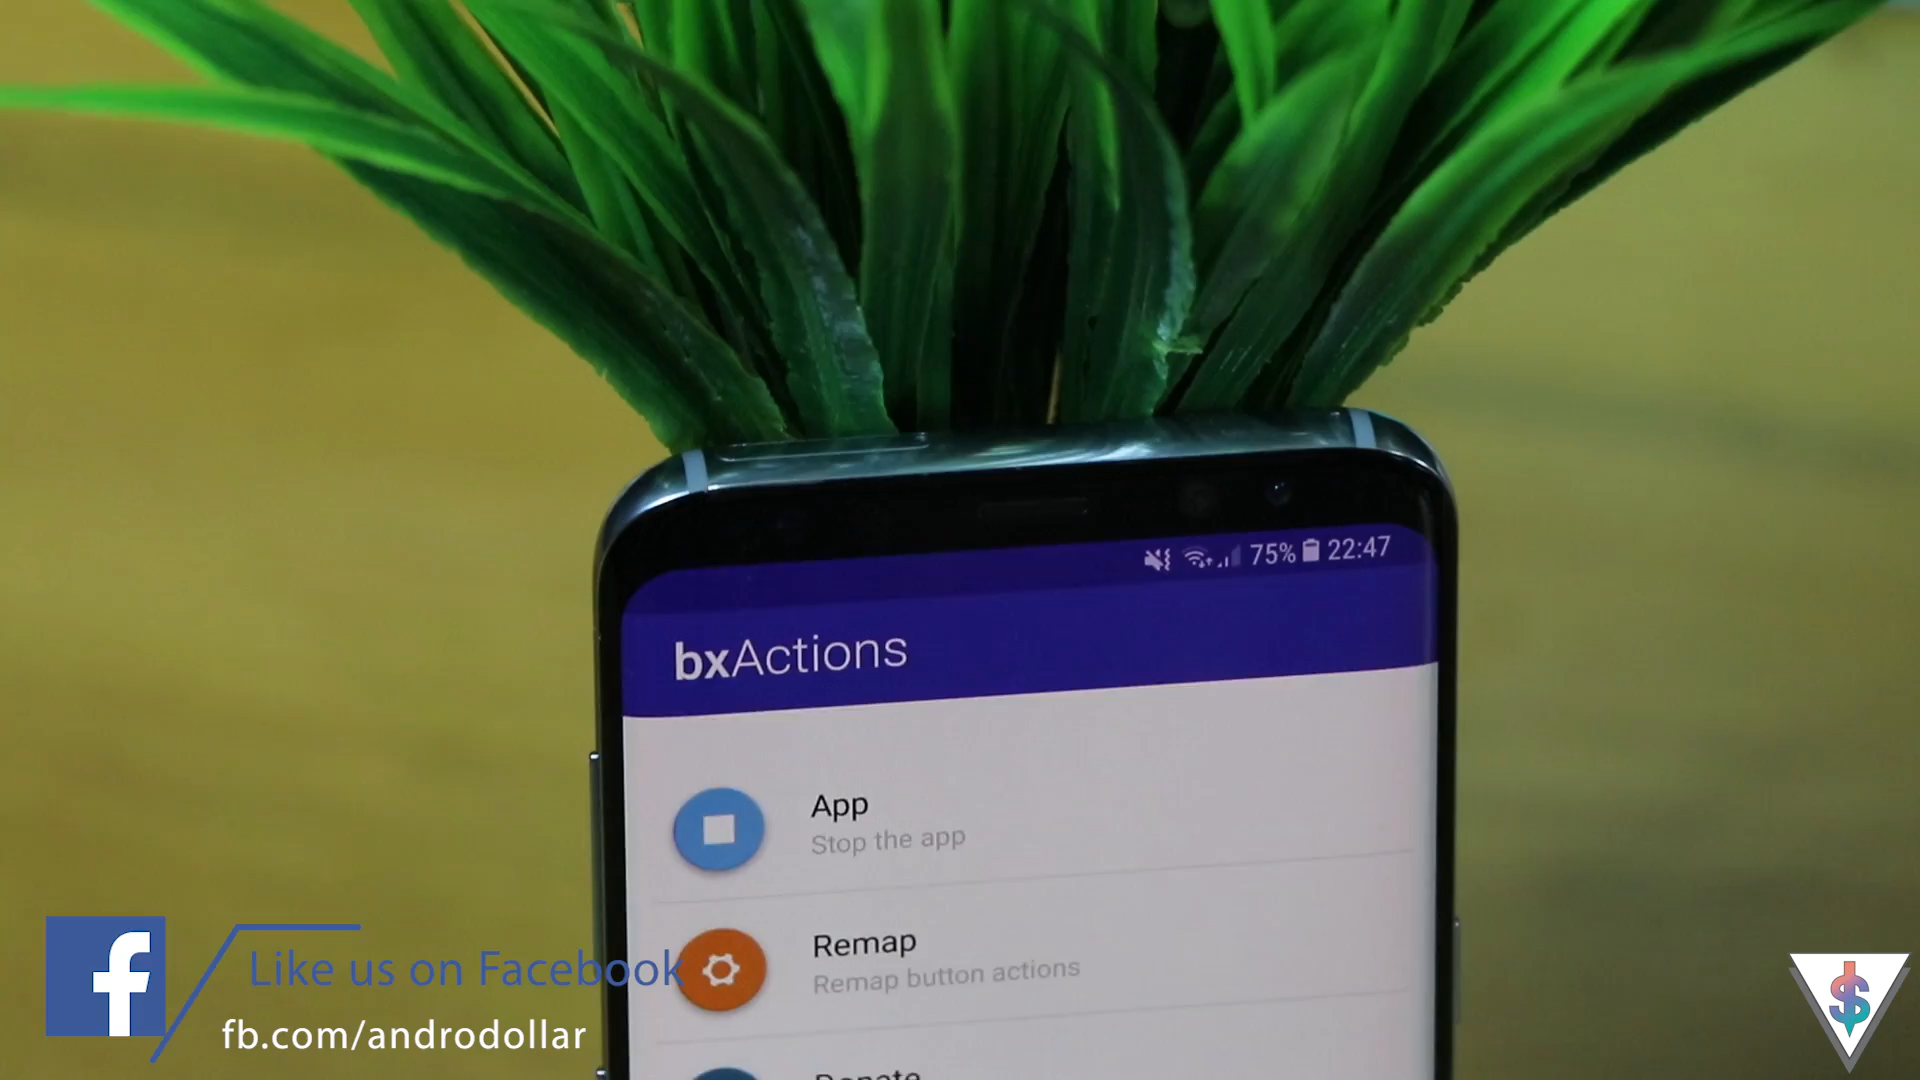 75% 22:47
bxActions
App
Stop the app
Remap
Remap button actions
Donate
Like us on Facebook
fb.com/androdollar